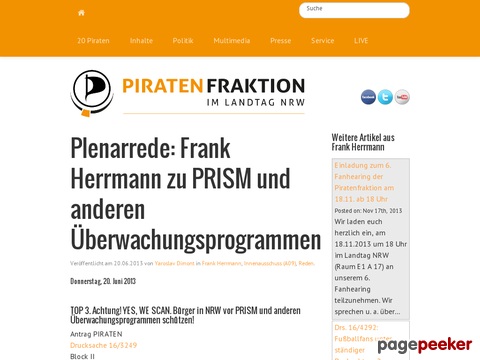 Suche
20 Piraten Inhalte Politik Multimedia Presse Service LIVE
PIRATENFRAKTION
IM LANDTAG NRW
Plenarrede: Frank
Herrmann zu PRISM und
anderen
Überwachungsprogrammen
Veröffentlicht am 20.06.2013 von Yaroslav Dimont in Frank Herrmann, Innenausschuss (A09), Reden.
Donnerstag, 20. Juni 2013
TOP 3. Achtung! YES, WE SCAN. Bürger in NRW vor PRISM und anderen
Überwachungsprogrammen schützen!
Antrag PIRATEN
Drucksache 16/3249
Block II
Weitere Artikel aus
Frank Herrmann
Einladung zum 6.
Fanhearing der
Piratenfraktion am
18.11. ab 18 Uhr
Posted on: Nov 17th, 2013
Wir laden euch
herzlich ein, am
18.11.2013 um 18 Uhr
im Landtag NRW
(Raum E1 A 17) an
unserem 6.
Fanhearing
teilzunehmen. Wir
sprechen u. a. über...
Drs. 16/4292:
Fußballfans unter
ständiger
pagepeeker